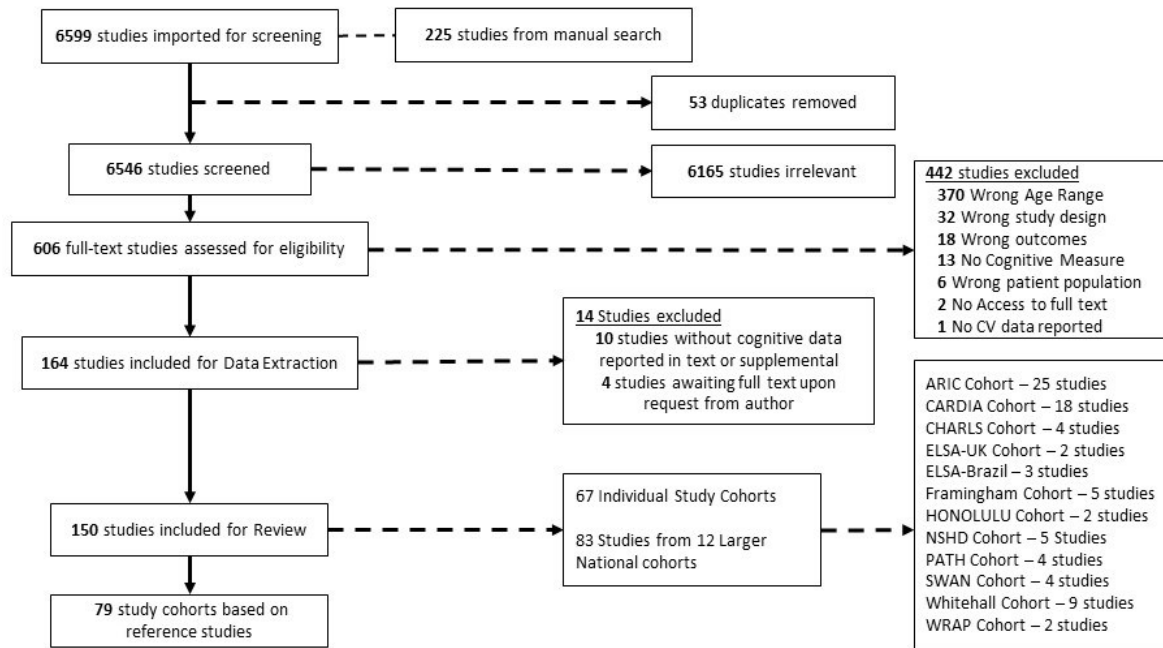 6599 studies imported for screening
225 studies from manual search
53 duplicates removed
6546 studies screened
6165 studies irrelevant
442 studies excluded
370 Wrong Age Range
32 Wrong study design
18 Wrong outcomes
13 No Cognitive Measure
6 Wrong patient population
2 No Access to full text
1 No CV data reported
606 full-text studies assessed for eligibility
14 Studies excluded
10 studies without cognitive data
reported in text or supplemental
4 studies awaiting full text upon
request from author
164 studies included for Data Extraction
ARIC Cohort – 25 studies
CARDIA Cohort – 18 studies
CHARLS Cohort – 4 studies
ELSA-UK Cohort – 2 studies
ELSA-Brazil – 3 studies
Framingham Cohort – 5 studies
HONOLULU Cohort – 2 studies
NSHD Cohort – 5 Studies
PATH Cohort – 4 studies
SWAN Cohort – 4 studies
Whitehall Cohort – 9 studies
WRAP Cohort – 2 studies
67 Individual Study Cohorts
83 Studies from 12 Larger
National cohorts
150 studies included for Review
79 study cohorts based on
reference studies